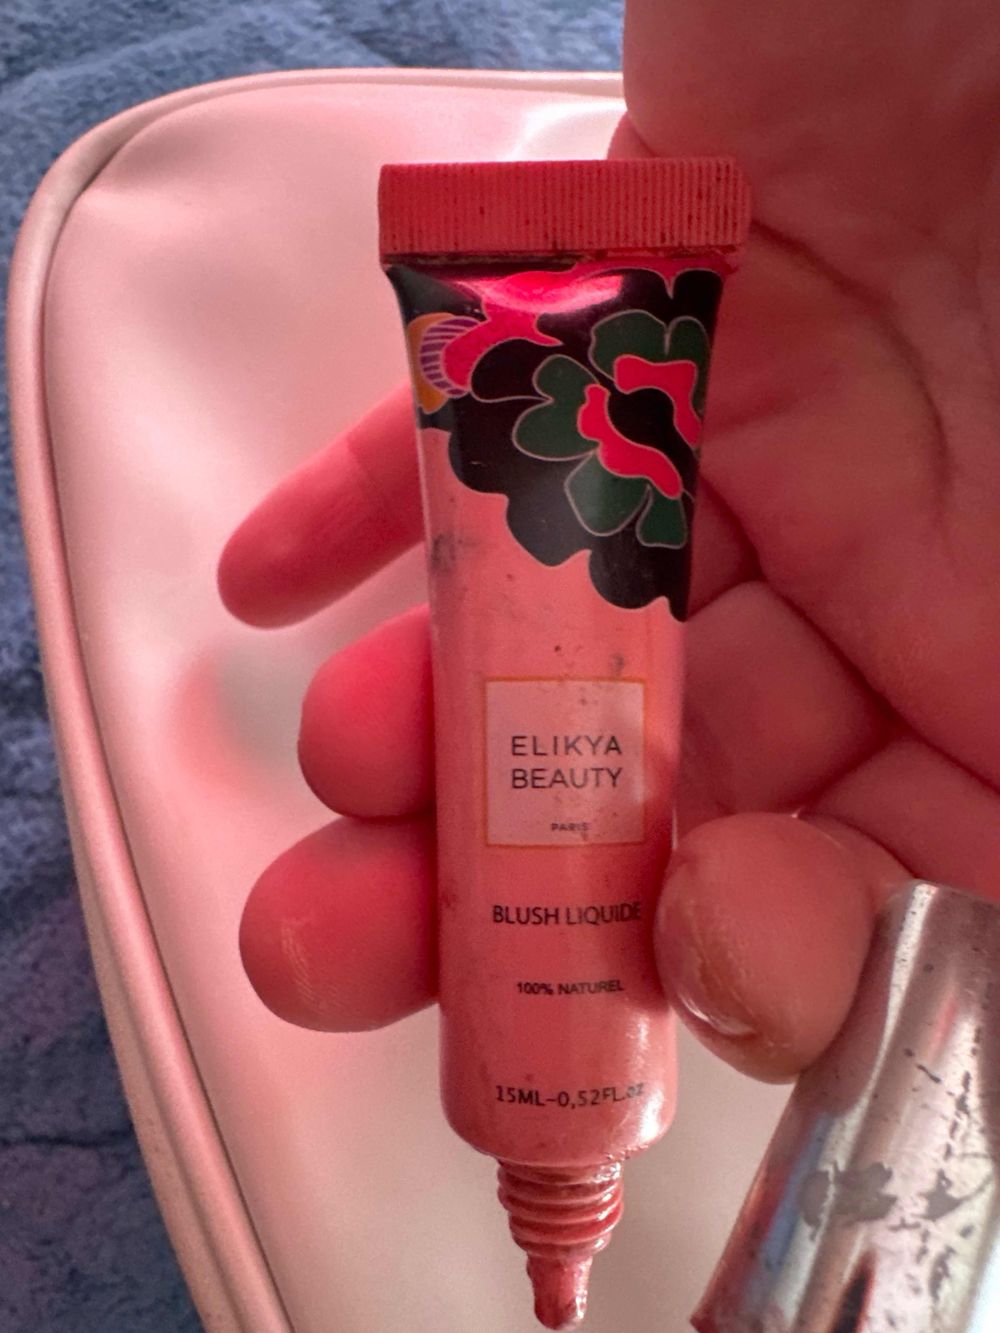 ELIKYA
BEAUTY
PARIS
BLUSH LIQUIDE
100% NATUREL
15ML-0,52FL.oz